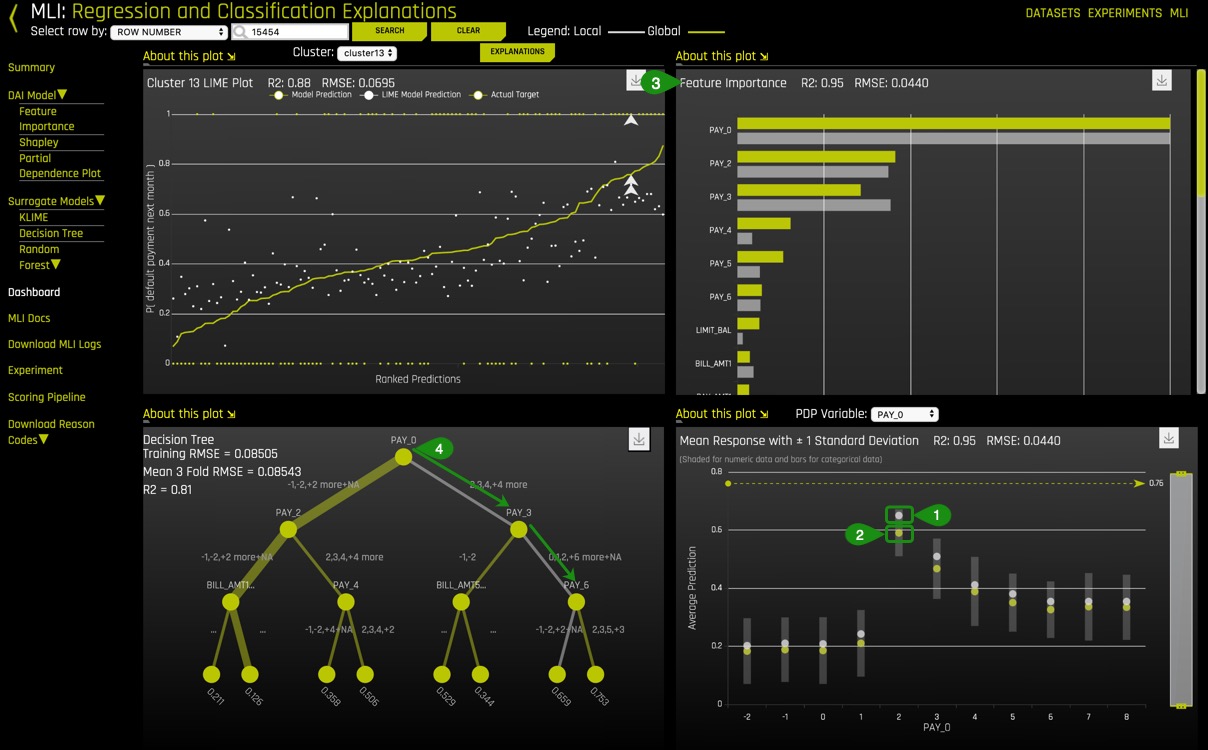 MLI: Regression and Classification Explanations
DATASETS EXPERIMENTS MLI
Select row by: ROW NUMBER 15454 SEARCH CLEAR Legend: Local Global
Cluster: cluster13 EXPLANATIONS
Summary
DAI Model
Feature
Importance
Shapley
Partial
Dependence Plot
Surrogate Models
KLIME
Decision Tree
Random
Forest
Dashboard
MLI Docs
Download MLI Logs
Experiment
Scoring Pipeline
Download Reason
Codes
About this plot
Cluster 13 LIME Plot R2: 0.88 RMSE: 0.0695
Model Prediction LIME Model Prediction Actual Target
1
0.8
0.6
0.4
0.2
0
P( default payment next month )
Ranked Predictions
About this plot
3
Feature Importance R2: 0.95 RMSE: 0.0440
PAY_0
PAY_2
PAY_3
PAY_4
PAY_5
PAY_6
LIMIT_BAL
BILL_AMT1
About this plot
Decision Tree
Training RMSE = 0.08505
Mean 3 Fold RMSE = 0.08543
R2 = 0.81
PAY_0
4
-1,-2,+2 more+NA 2,3,4,+4 more
PAY_2 PAY_3
-1,-2,+2 more+NA 2,3,4,+4 more -1,-2 0,1,2,+6 more+NA
BILL_AMT1... PAY_4 BILL_AMT5... PAY_6
... ... -1,-2,+4+NA 2,3,4,+2 ... ... -1,-2,+2+NA 2,3,5,+3
0.211 0.126 0.358 0.506 0.529 0.344 0.659 0.753
About this plot PDP Variable: PAY_0
Mean Response with ± 1 Standard Deviation R2: 0.95 RMSE: 0.0440
(Shaded for numeric data and bars for categorical data)
0.8
0.76
1
2
0.6
0.4
0.2
0
Average Prediction
-2 -1 0 1 2 3 4 5 6 7 8
PAY_0